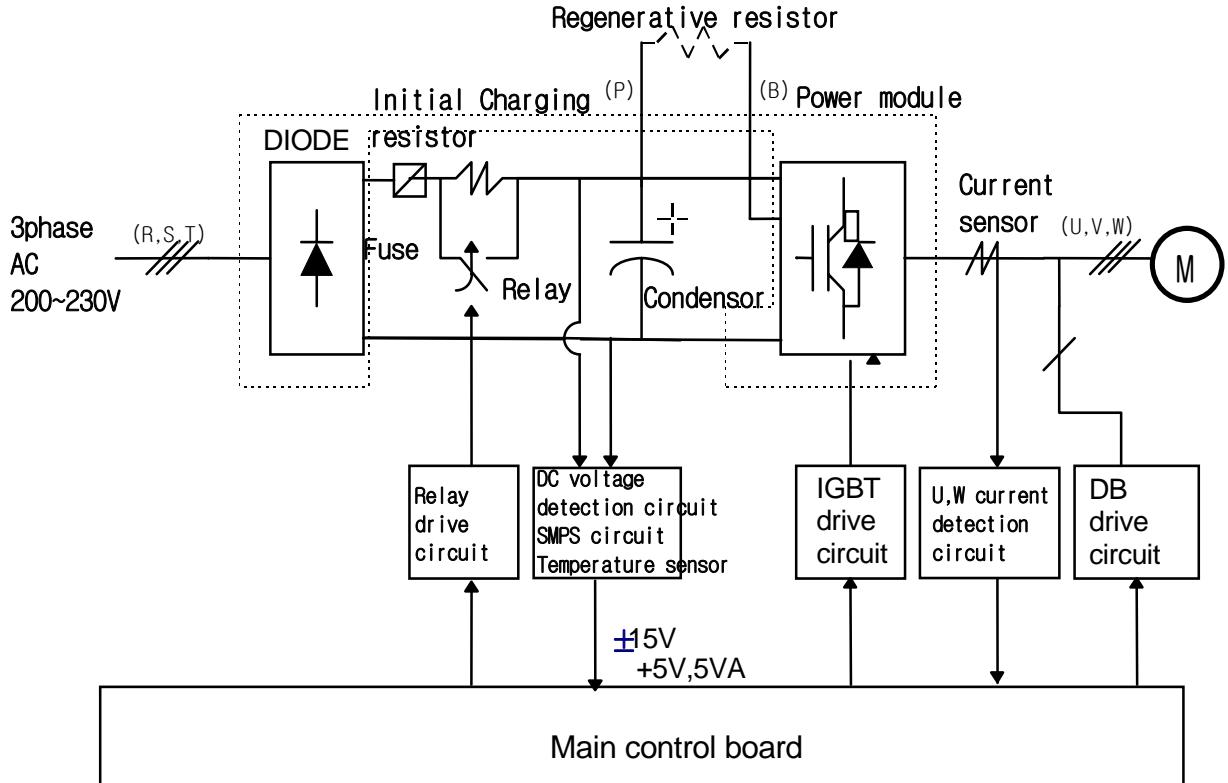 Regenerative resistor
(P)
(B)
Power module
Initial Charging
resistor
DIODE
Current
sensor
3phase
AC
200~230V
(R,S,T)
(U,V,W)
Fuse
Relay
Condensor
M
Relay
drive
circuit
DC voltage
detection circuit
SMPS circuit
Temperature sensor
IGBT
drive
circuit
U,W current
detection
circuit
DB
drive
circuit
±15V
+5V,5VA
Main control board